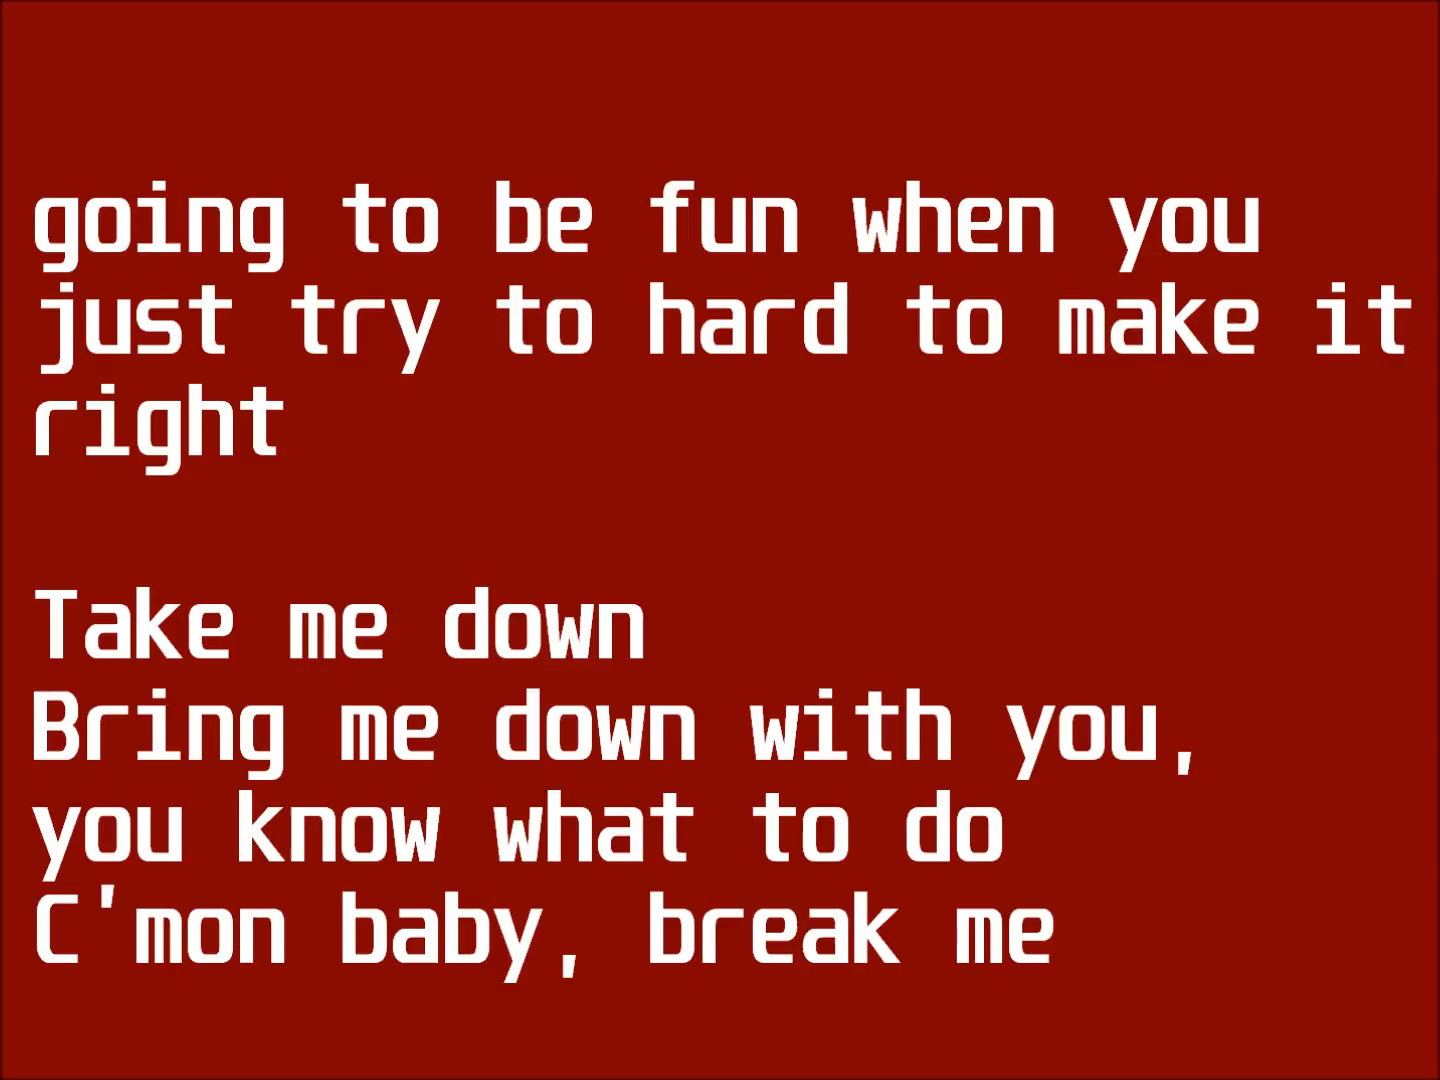 going to be fun when you
just try to hard to make it
right
Take me down
Bring me down with you,
you know what to do
C'mon baby, break me